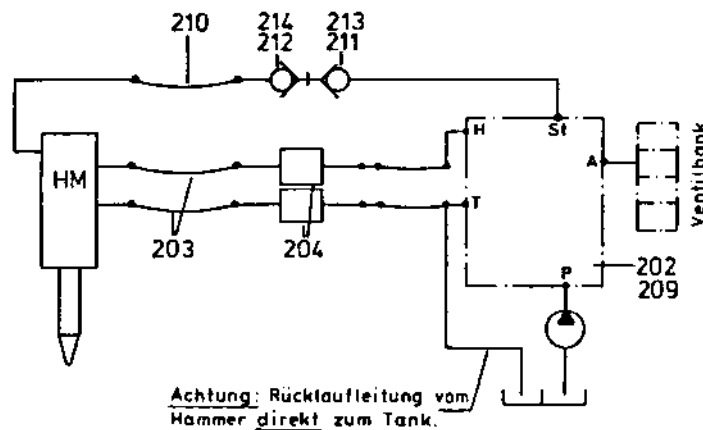 210
214
212
213
211
H
St
A
HM
Ventilbank
T
203
204
P
202
209
Achtung: Rücklaufleitung vom
Hammer direkt zum Tank.